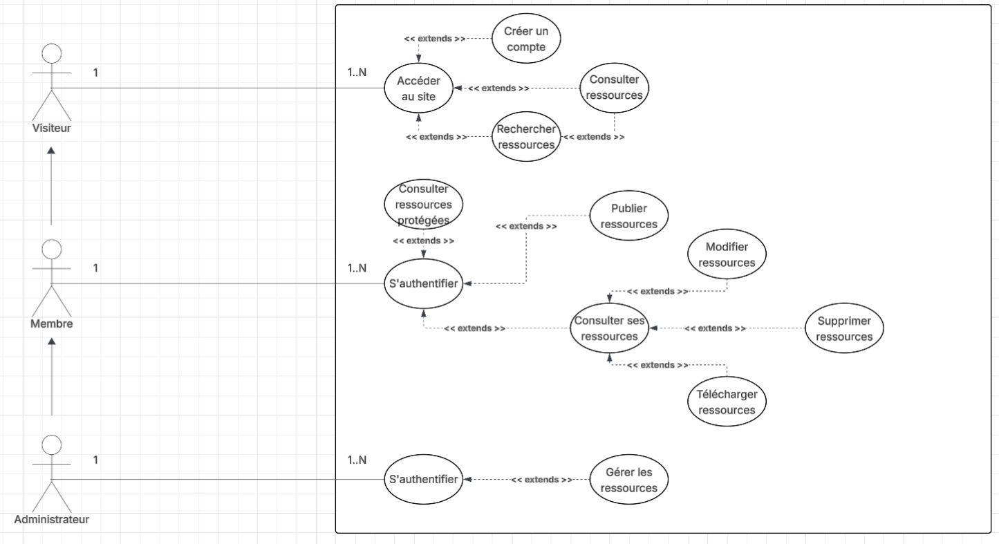 Créer un
compte
<< extends >>
1
1..N
Accéder
au site
<< extends >>
Consulter
ressources
Visiteur
<< extends >>
Rechercher
ressources
<< extends >>
Consulter
ressources
protégées
Publier
ressources
<< extends >>
<< extends >>
Modifier
ressources
1
1..N
S'authentifier
<< extends >>
Membre
<< extends >>
Consulter ses
ressources
<< extends >>
Supprimer
ressources
<< extends >>
Télécharger
ressources
1
1..N
S'authentifier
<< extends >>
Gérer les
ressources
Administrateur